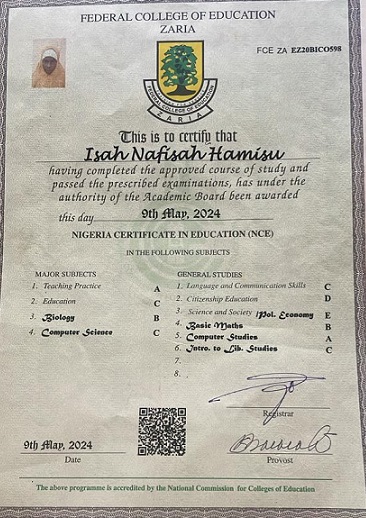 FEDERAL COLLEGE OF EDUCATION
ZARIA
FCE ZA EZ20BICO598
FEDERAL COLLEGE OF EDUCATION
ZARIA
This is to certify that
Isah Nafisah Hamisu
having completed the approved course of study and
passed the prescribed examinations, has under the
authority of the Academic Board been awarded
this day 9th May, 2024
NIGERIA CERTIFICATE IN EDUCATION (NCE)
IN THE FOLLOWING SUBJECTS
MAJOR SUBJECTS
1. Teaching Practice A
2. Education C
3. Biology B
4. Computer Science C
GENERAL STUDIES
1. Language and Communication Skills C
2. Citizenship Education D
3. Science and Society /Pol. Economy E
4. Basic Maths B
5. Computer Studies A
6. Intro. to Lib. Studies C
7.
8.
Registrar
9th May, 2024
Date
Provost
The above programme is accredited by the National Commission for Colleges of Education